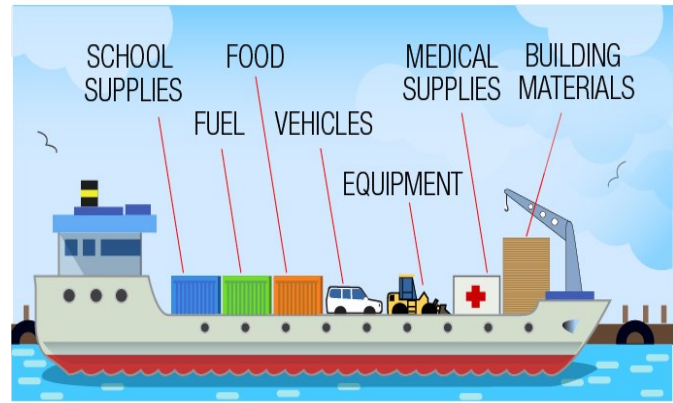 SCHOOL
SUPPLIES
FOOD
FUEL
VEHICLES
EQUIPMENT
MEDICAL
SUPPLIES
BUILDING
MATERIALS